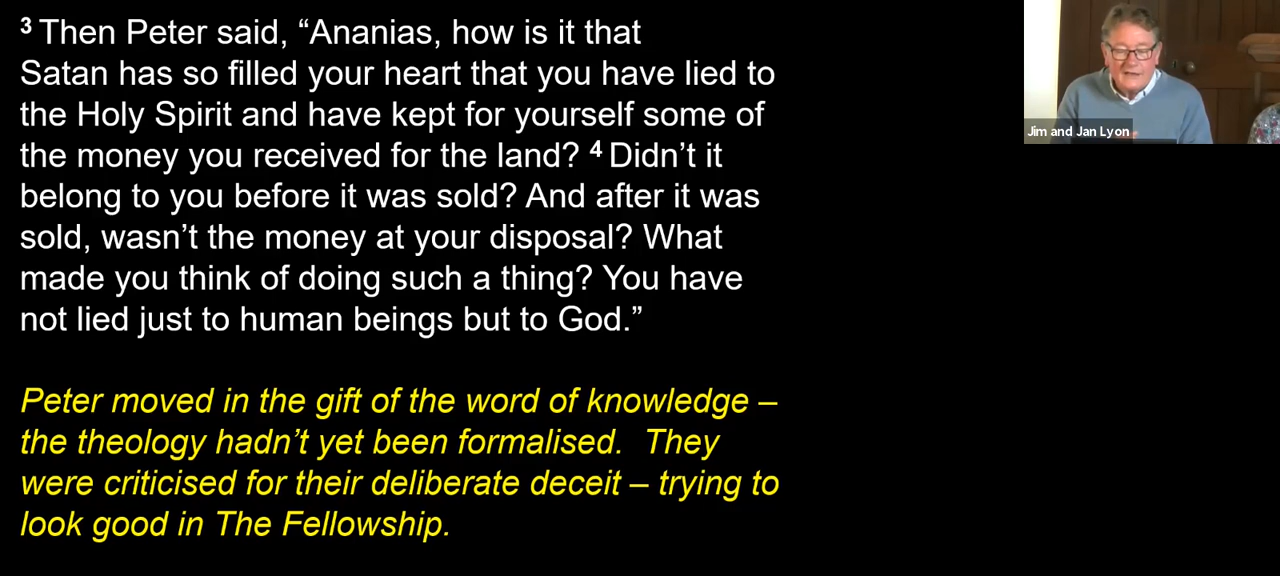 3 Then Peter said, “Ananias, how is it that
Satan has so filled your heart that you have lied to
the Holy Spirit and have kept for yourself some of
the money you received for the land? 4 Didn’t it
belong to you before it was sold? And after it was
sold, wasn’t the money at your disposal? What
made you think of doing such a thing? You have
not lied just to human beings but to God.”
Peter moved in the gift of the word of knowledge –
the theology hadn’t yet been formalised.  They
were criticised for their deliberate deceit – trying to
look good in The Fellowship.
Jim and Jan Lyon